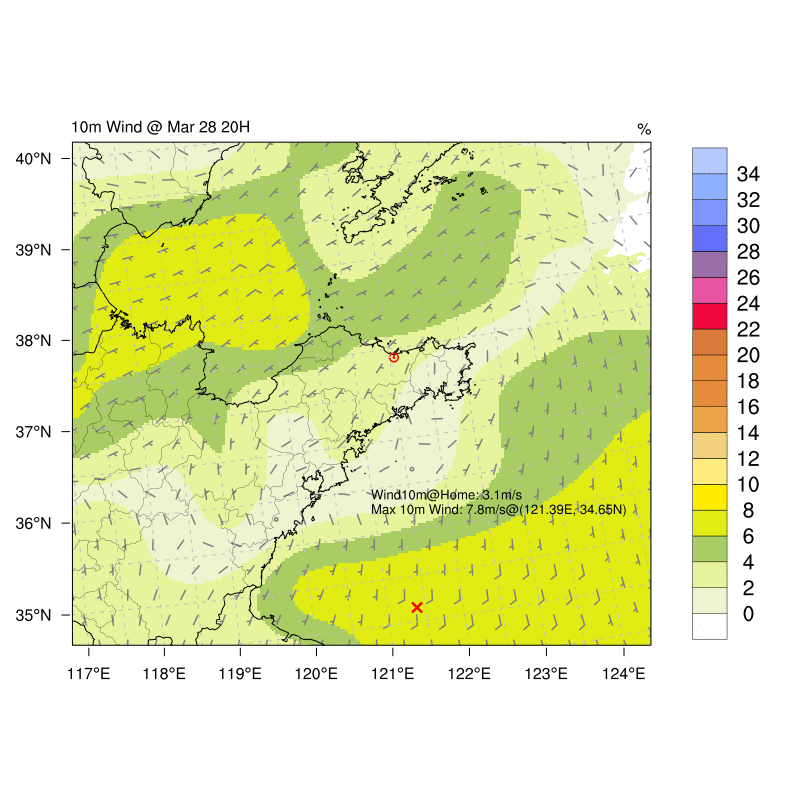 10m Wind @ Mar 28 20H
%
40°N
39°N
38°N
37°N
36°N
35°N
117°E
118°E
119°E
120°E
121°E
122°E
123°E
124°E
Wind10m@Home: 3.1m/s
Max 10m Wind: 7.8m/s@(121.39E, 34.65N)
34
32
30
28
26
24
22
20
18
16
14
12
10
8
6
4
2
0